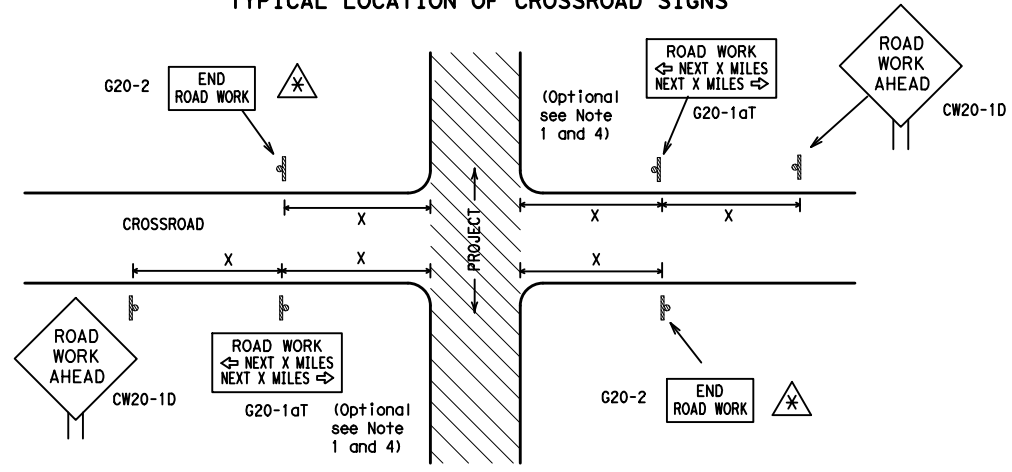 TYPICAL LOCATION OF CROSSROAD SIGNS
G20-2
END
ROAD WORK
*
(Optional
see Note
1 and 4)
ROAD WORK
⇦ NEXT X MILES
NEXT X MILES ⇨
G20-1aT
ROAD
WORK
AHEAD
CW20-1D
CROSSROAD
X
X
X
PROJECT
X
X
X
ROAD
WORK
AHEAD
CW20-1D
ROAD WORK
⇦ NEXT X MILES
NEXT X MILES ⇨
G20-1aT
(Optional
see Note
1 and 4)
G20-2
END
ROAD WORK
*